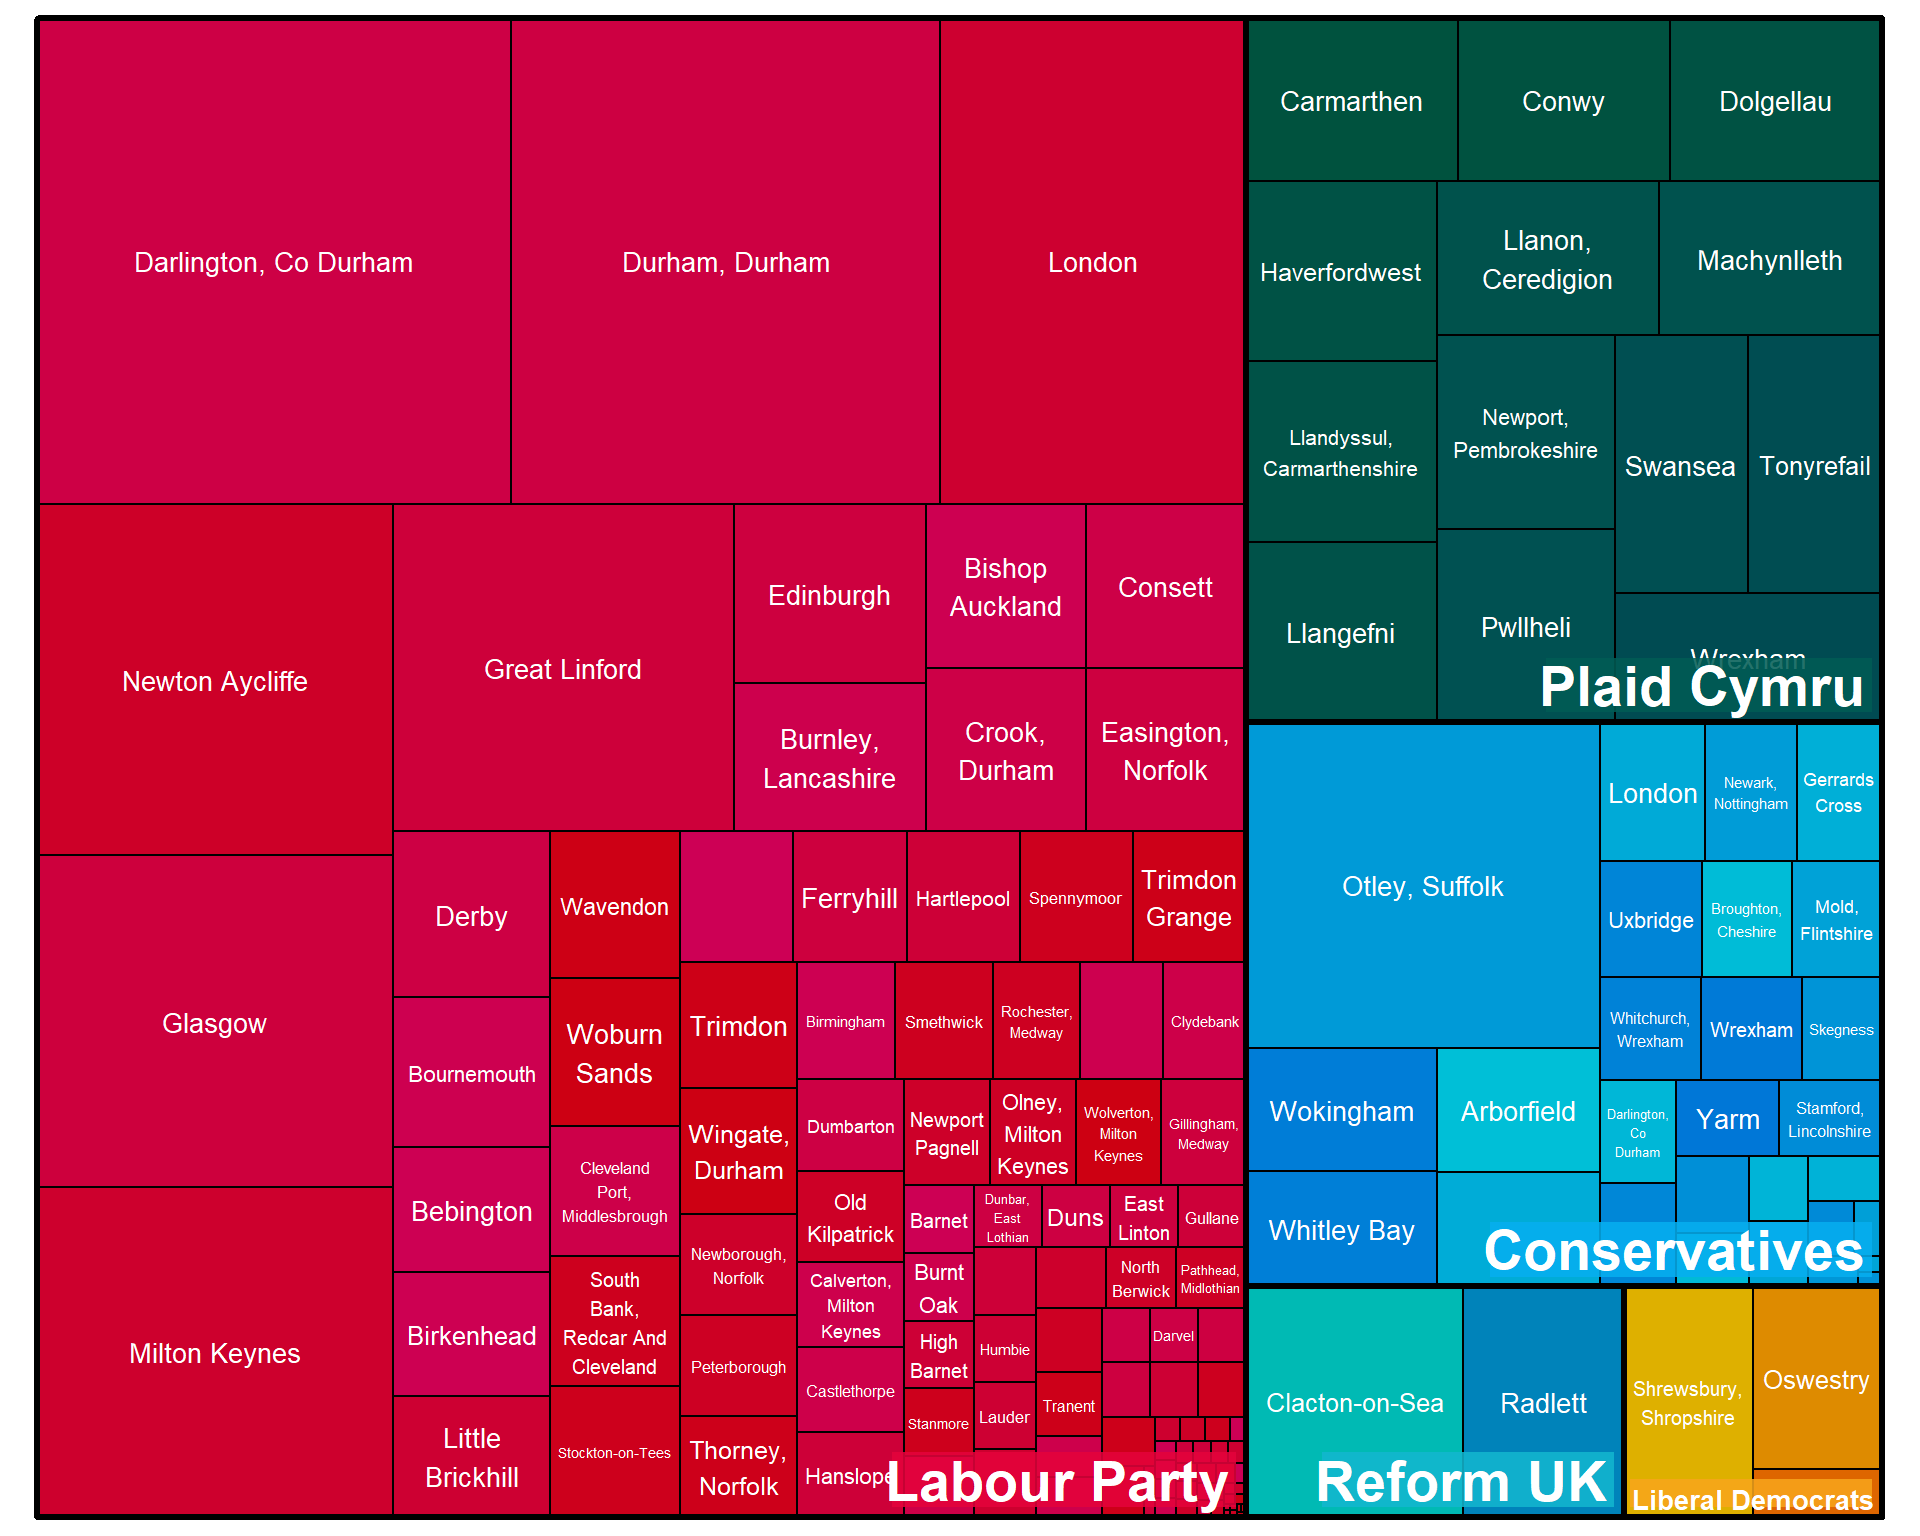 Darlington, Co Durham
Durham, Durham
London
Newton Aycliffe
Great Linford
Edinburgh
Bishop
Auckland
Consett
Burnley,
Lancashire
Crook,
Durham
Easington,
Norfolk
Glasgow
Milton Keynes
Derby
Wavendon
Ferryhill
Hartlepool
Spennymoor
Trimdon
Grange
Bournemouth
Woburn
Sands
Trimdon
Birmingham
Smethwick
Rochester,
Medway
Clydebank
Bebington
Cleveland
Port,
Middlesbrough
Wingate,
Durham
Dumbarton
Newport
Pagnell
Olney,
Milton
Keynes
Wolverton,
Milton
Keynes
Gillingham,
Medway
Birkenhead
South
Bank,
Redcar And
Cleveland
Newborough,
Norfolk
Old
Kilpatrick
Barnet
Dunbar,
East
Lothian
Duns
East
Linton
Gullane
Little
Brickhill
Stockton-on-Tees
Peterborough
Thorney,
Norfolk
Calverton,
Milton
Keynes
Castlethorpe
Hanslope
Burnt
Oak
High
Barnet
Stanmore
Humbie
Lauder
North
Berwick
Pathhead,
Midlothian
Darvel
Tranent
Labour Party
Carmarthen
Conwy
Dolgellau
Haverfordwest
Llanon,
Ceredigion
Machynlleth
Llandyssul,
Carmarthenshire
Newport,
Pembrokeshire
Swansea
Tonyrefail
Llangefni
Pwllheli
Wrexham
Plaid Cymru
Otley, Suffolk
London
Newark,
Nottingham
Gerrards
Cross
Uxbridge
Broughton,
Cheshire
Mold,
Flintshire
Whitchurch,
Wrexham
Wrexham
Skegness
Wokingham
Arborfield
Darlington,
Co
Durham
Yarm
Stamford,
Lincolnshire
Whitley Bay
Conservatives
Clacton-on-Sea
Radlett
Reform UK
Shrewsbury,
Shropshire
Oswestry
Liberal Democrats